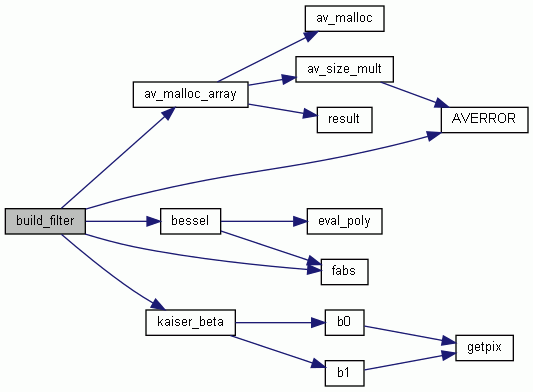 av_malloc
av_size_mult
av_malloc_array
result
AVERROR
build_filter
bessel
eval_poly
fabs
kaiser_beta
b0
getpix
b1